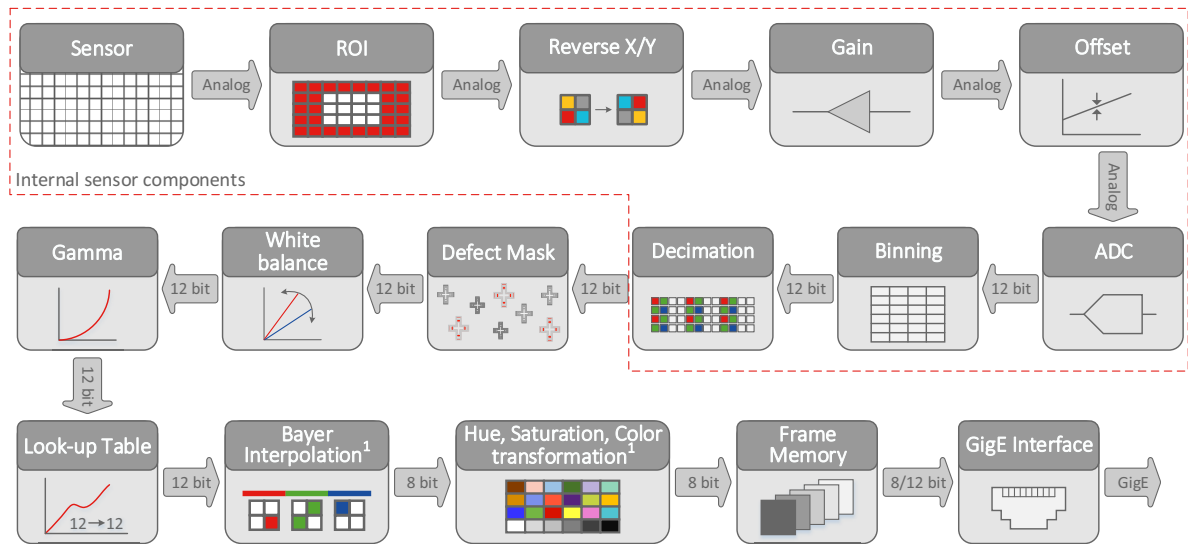 Sensor
Analog
ROI
Analog
Reverse X/Y
Analog
Gain
Analog
Offset
Analog
Internal sensor components
Gamma
12 bit
White
balance
12 bit
Defect Mask
12 bit
Decimation
12 bit
Binning
12 bit
ADC
12 bit
Look-up Table
12→12
12 bit
Bayer
Interpolation¹
8 bit
Hue, Saturation, Color
transformation¹
8 bit
Frame
Memory
8/12 bit
GigE Interface
GigE